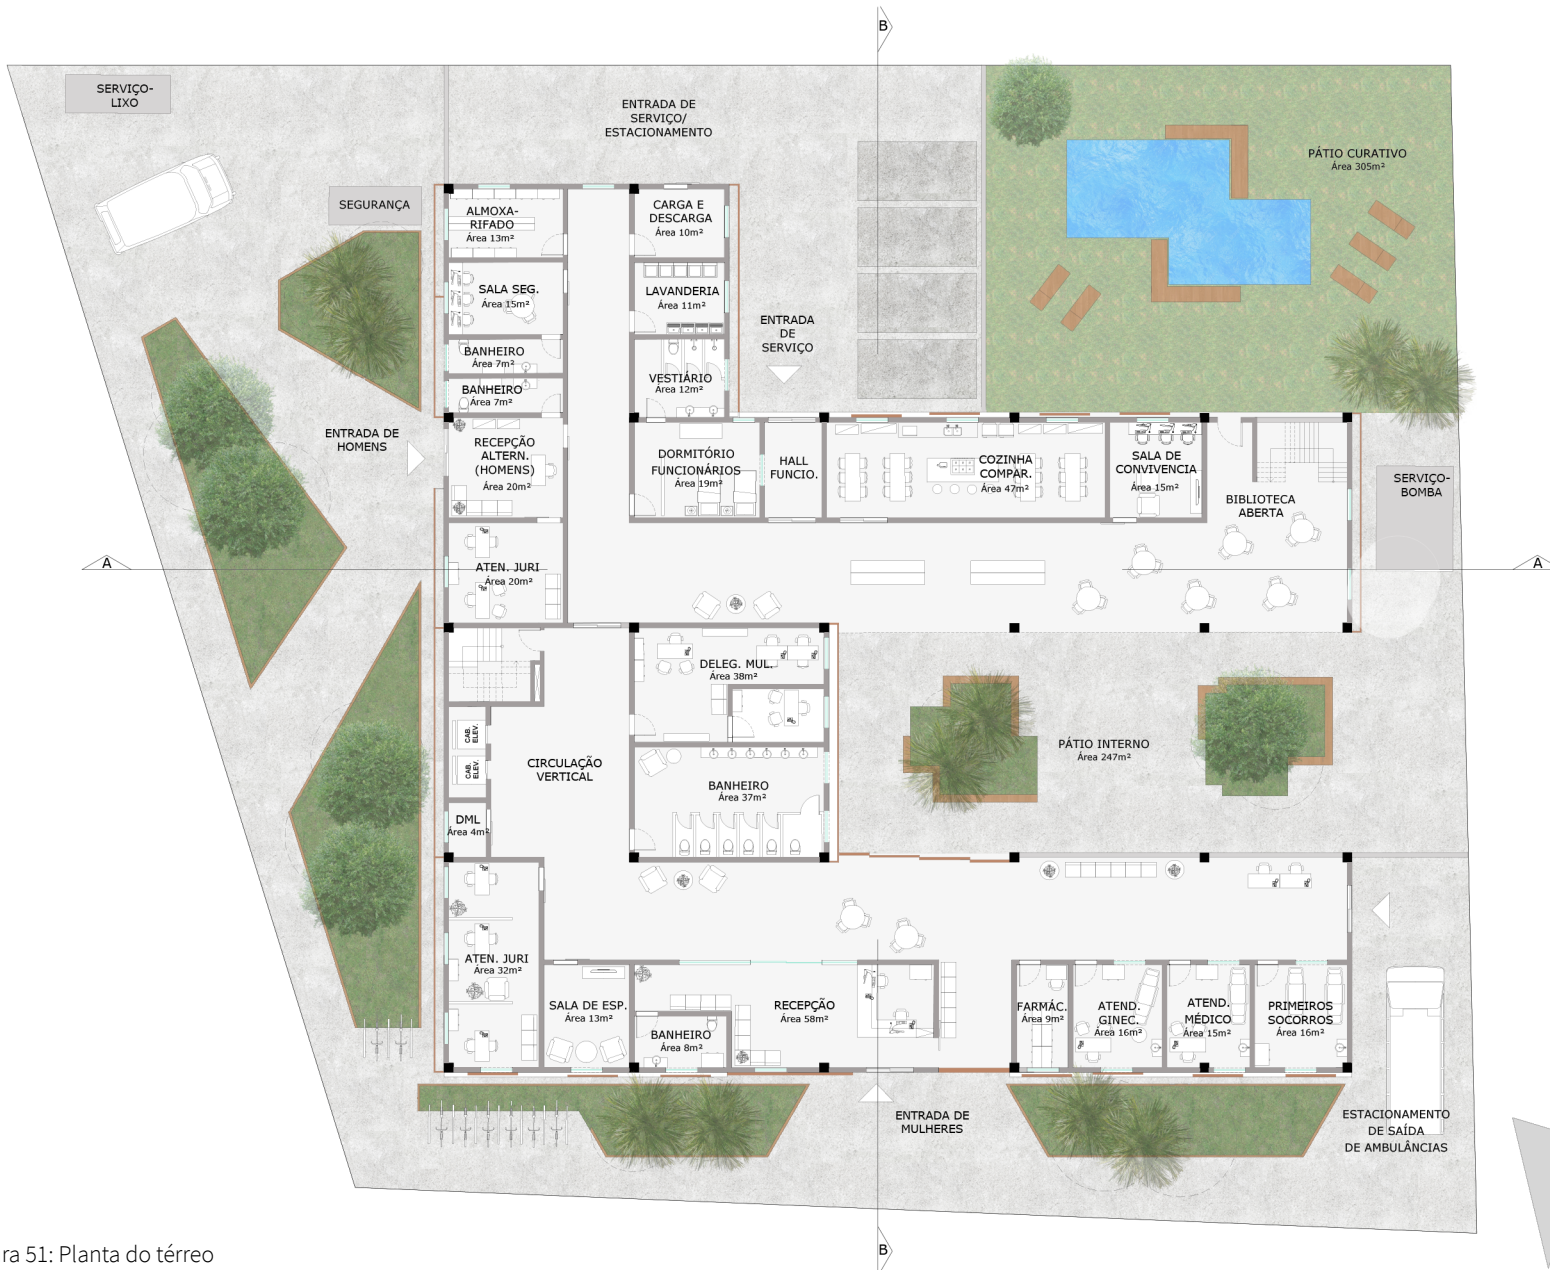 B
SERVIÇO-
LIXO
ENTRADA DE
SERVIÇO/
ESTACIONAMENTO
PÁTIO CURATIVO
Área 305m²
SEGURANÇA
ALMOXA-
RIFADO
Área 13m²
CARGA E
DESCARGA
Área 10m²
SALA SEG.
Área 15m²
LAVANDERIA
Área 11m²
ENTRADA
DE
SERVIÇO
BANHEIRO
Área 7m²
BANHEIRO
Área 7m²
VESTIÁRIO
Área 12m²
ENTRADA DE
HOMENS
RECEPÇÃO
ALTERN.
(HOMENS)
Área 20m²
DORMITÓRIO
FUNCIONÁRIOS
Área 19m²
HALL
FUNCIO.
COZINHA
COMPAR.
Área 47m²
SALA DE
CONVIVENCIA
Área 15m²
BIBLIOTECA
ABERTA
SERVIÇO-
BOMBA
A
ATEN. JURI
Área 20m²
A
DELEG. MUL.
Área 38m²
CAB.
ELEV.
CAB.
ELEV.
CIRCULAÇÃO
VERTICAL
PÁTIO INTERNO
Área 247m²
BANHEIRO
Área 37m²
DML
Área 4m²
ATEN. JURI
Área 32m²
SALA DE ESP.
Área 13m²
BANHEIRO
Área 8m²
RECEPÇÃO
Área 58m²
FARMÁC.
Área 9m²
ATEND.
GINEC.
Área 16m²
ATEND.
MÉDICO
Área 15m²
PRIMEIROS
SOCORROS
Área 16m²
ENTRADA DE
MULHERES
ESTACIONAMENTO
DE SAÍDA
DE AMBULÂNCIAS
B
ra 51: Planta do térreo